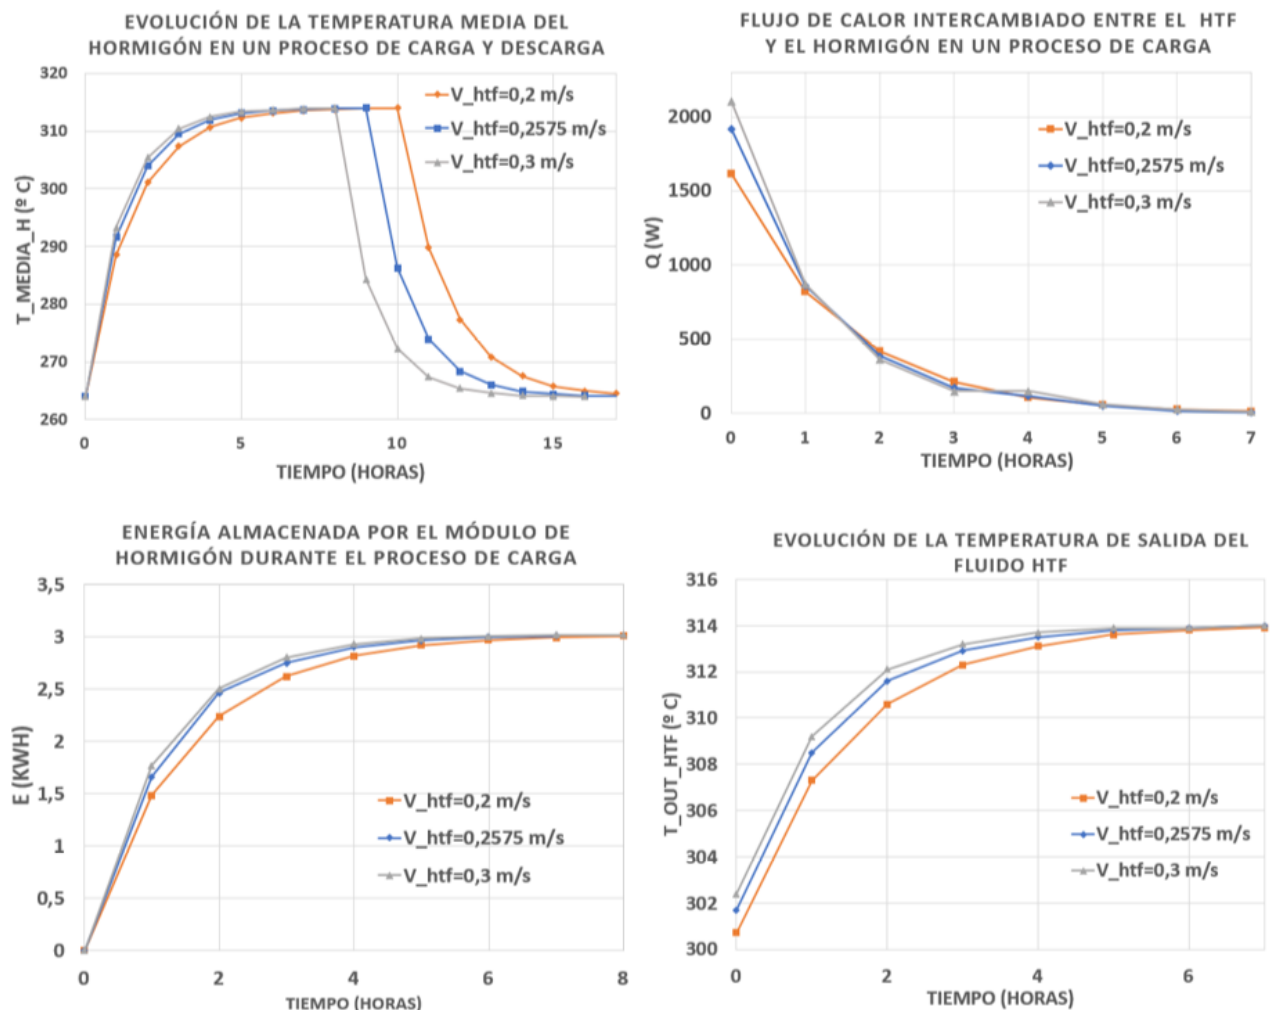 EVOLUCIÓN DE LA TEMPERATURA MEDIA DEL
HORMIGÓN EN UN PROCESO DE CARGA Y DESCARGA
T_MEDIA_H (º C)
320
310
300
290
280
270
260
V_htf=0,2 m/s
V_htf=0,2575 m/s
V_htf=0,3 m/s
0
5
10
15
TIEMPO (HORAS)
FLUJO DE CALOR INTERCAMBIADO ENTRE EL HTF
Y EL HORMIGÓN EN UN PROCESO DE CARGA
Q (W)
2000
1500
1000
500
0
V_htf=0,2 m/s
V_htf=0,2575 m/s
V_htf=0,3 m/s
0
1
2
3
4
5
6
7
TIEMPO (HORAS)
ENERGÍA ALMACENADA POR EL MÓDULO DE
HORMIGÓN DURANTE EL PROCESO DE CARGA
E (KWH)
3,5
3
2,5
2
1,5
1
0,5
0
V_htf=0,2 m/s
V_htf=0,2575 m/s
V_htf=0,3 m/s
0
2
4
6
8
TIEMPO (HORAS)
EVOLUCIÓN DE LA TEMPERATURA DE SALIDA DEL
FLUIDO HTF
T_OUT_HTF (º C)
316
314
312
310
308
306
304
302
300
V_htf=0,2 m/s
V_htf=0,2575 m/s
V_htf=0,3 m/s
0
2
4
6
TIEMPO (HORAS)